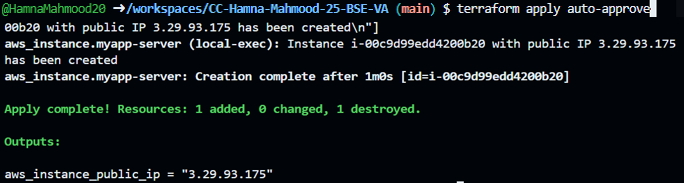 @HamnaMahmood20 ➜/workspaces/CC-Hamna-Mahmood-25-BSE-VA (main) $ terraform apply auto-approve
00b20 with public IP 3.29.93.175 has been created\n"]
aws_instance.myapp-server (local-exec): Instance i-00c9d99edd4200b20 with public IP 3.29.93.175
has been created
aws_instance.myapp-server: Creation complete after 1m0s [id=i-00c9d99edd4200b20]
Apply complete! Resources: 1 added, 0 changed, 1 destroyed.
Outputs:
aws_instance_public_ip = "3.29.93.175"